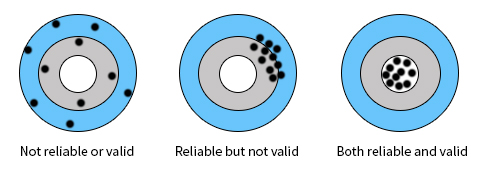 Not reliable or valid
Reliable but not valid
Both reliable and valid